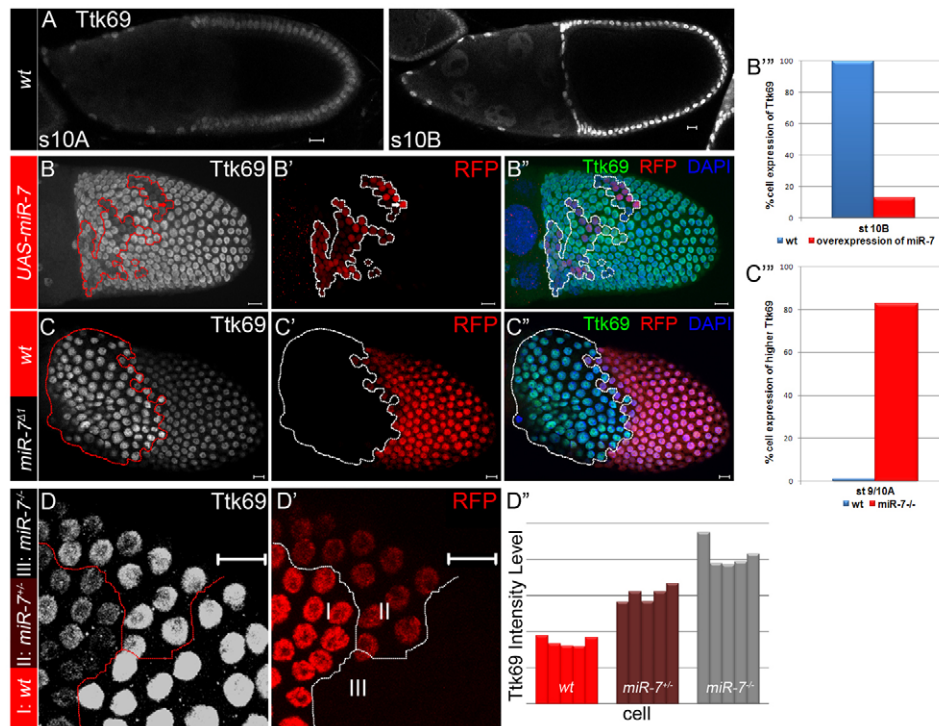 A Ttk69
wt
s10A
s10B
B'''
% cell expression of Ttk69
100
80
60
40
20
0
st 10B
wt overexpression of miR-7
UAS-miR-7
B Ttk69
B' RFP
B'' Ttk69 RFP DAPI
wt
miR-7Δ1
C Ttk69
C' RFP
C'' Ttk69 RFP DAPI
C'''
% cell expression of higher Ttk69
100
80
60
40
20
0
st 9/10A
wt miR-7-/-
I: wt II: miR-7+/- III: miR-7-/-
D Ttk69
D' RFP
I
II
III
D''
Ttk69 Intensity Level
wt miR-7+/- miR-7-/-
cell